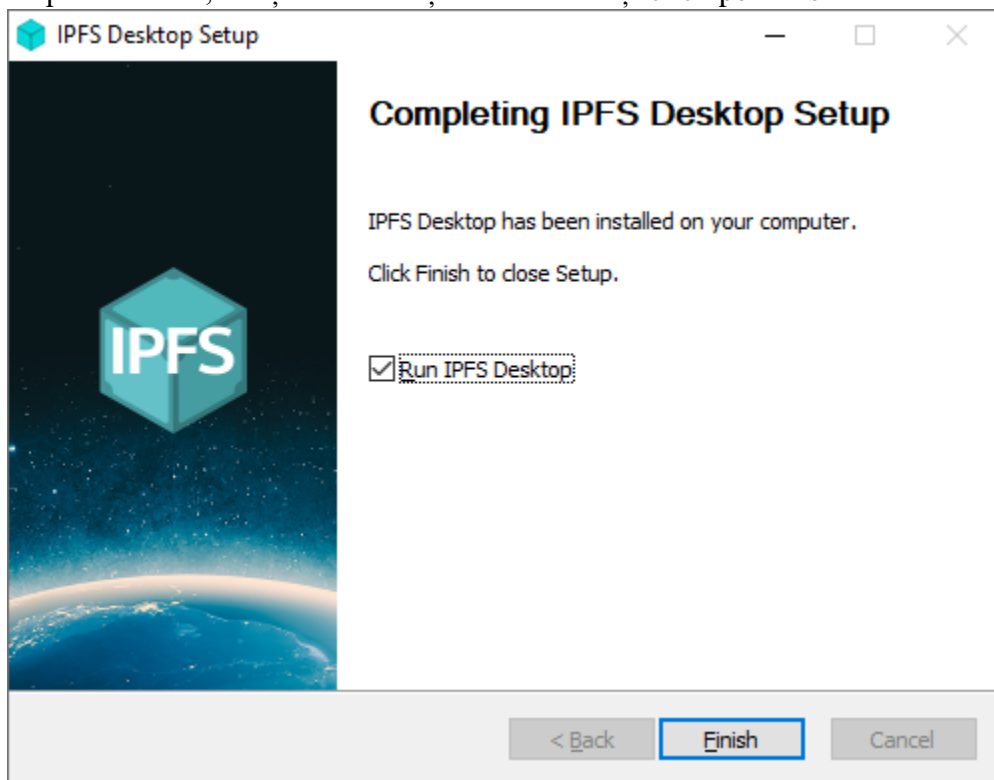 IPFS Desktop Setup
Completing IPFS Desktop Setup
IPFS Desktop has been installed on your computer.
Click Finish to close Setup.
IPFS
Run IPFS Desktop
< Back
Finish
Cancel